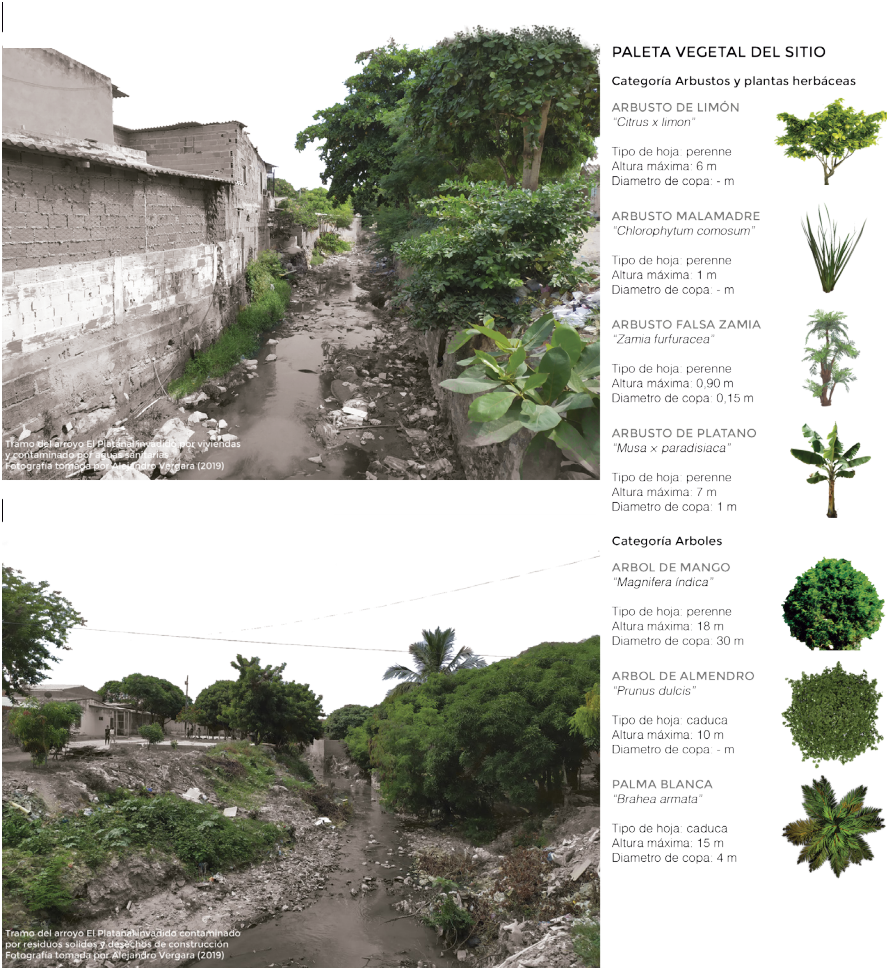 Tramo del arroyo El Platanal invadido por viviendas
y contaminado por aguas sanitarias
Fotografía tomada por Alejandro Vergara (2019)
Tramo del arroyo El Platanal invadido contaminado
por residuos solidos y desechos de construcción
Fotografía tomada por Alejandro Vergara (2019)
PALETA VEGETAL DEL SITIO
Categoría Arbustos y plantas herbáceas
ARBUSTO DE LIMÓN
"Citrus x limon"
Tipo de hoja: perenne
Altura máxima: 6 m
Diametro de copa: - m
ARBUSTO MALAMADRE
"Chlorophytum comosum"
Tipo de hoja: perenne
Altura máxima: 1 m
Diametro de copa: - m
ARBUSTO FALSA ZAMIA
"Zamia furfuracea"
Tipo de hoja: perenne
Altura máxima: 0,90 m
Diametro de copa: 0,15 m
ARBUSTO DE PLATANO
"Musa × paradisiaca"
Tipo de hoja: perenne
Altura máxima: 7 m
Diametro de copa: 1 m
Categoría Arboles
ARBOL DE MANGO
"Magnifera índica"
Tipo de hoja: perenne
Altura máxima: 18 m
Diametro de copa: 30 m
ARBOL DE ALMENDRO
"Prunus dulcis"
Tipo de hoja: caduca
Altura máxima: 10 m
Diametro de copa: - m
PALMA BLANCA
"Brahea armata"
Tipo de hoja: caduca
Altura máxima: 15 m
Diametro de copa: 4 m